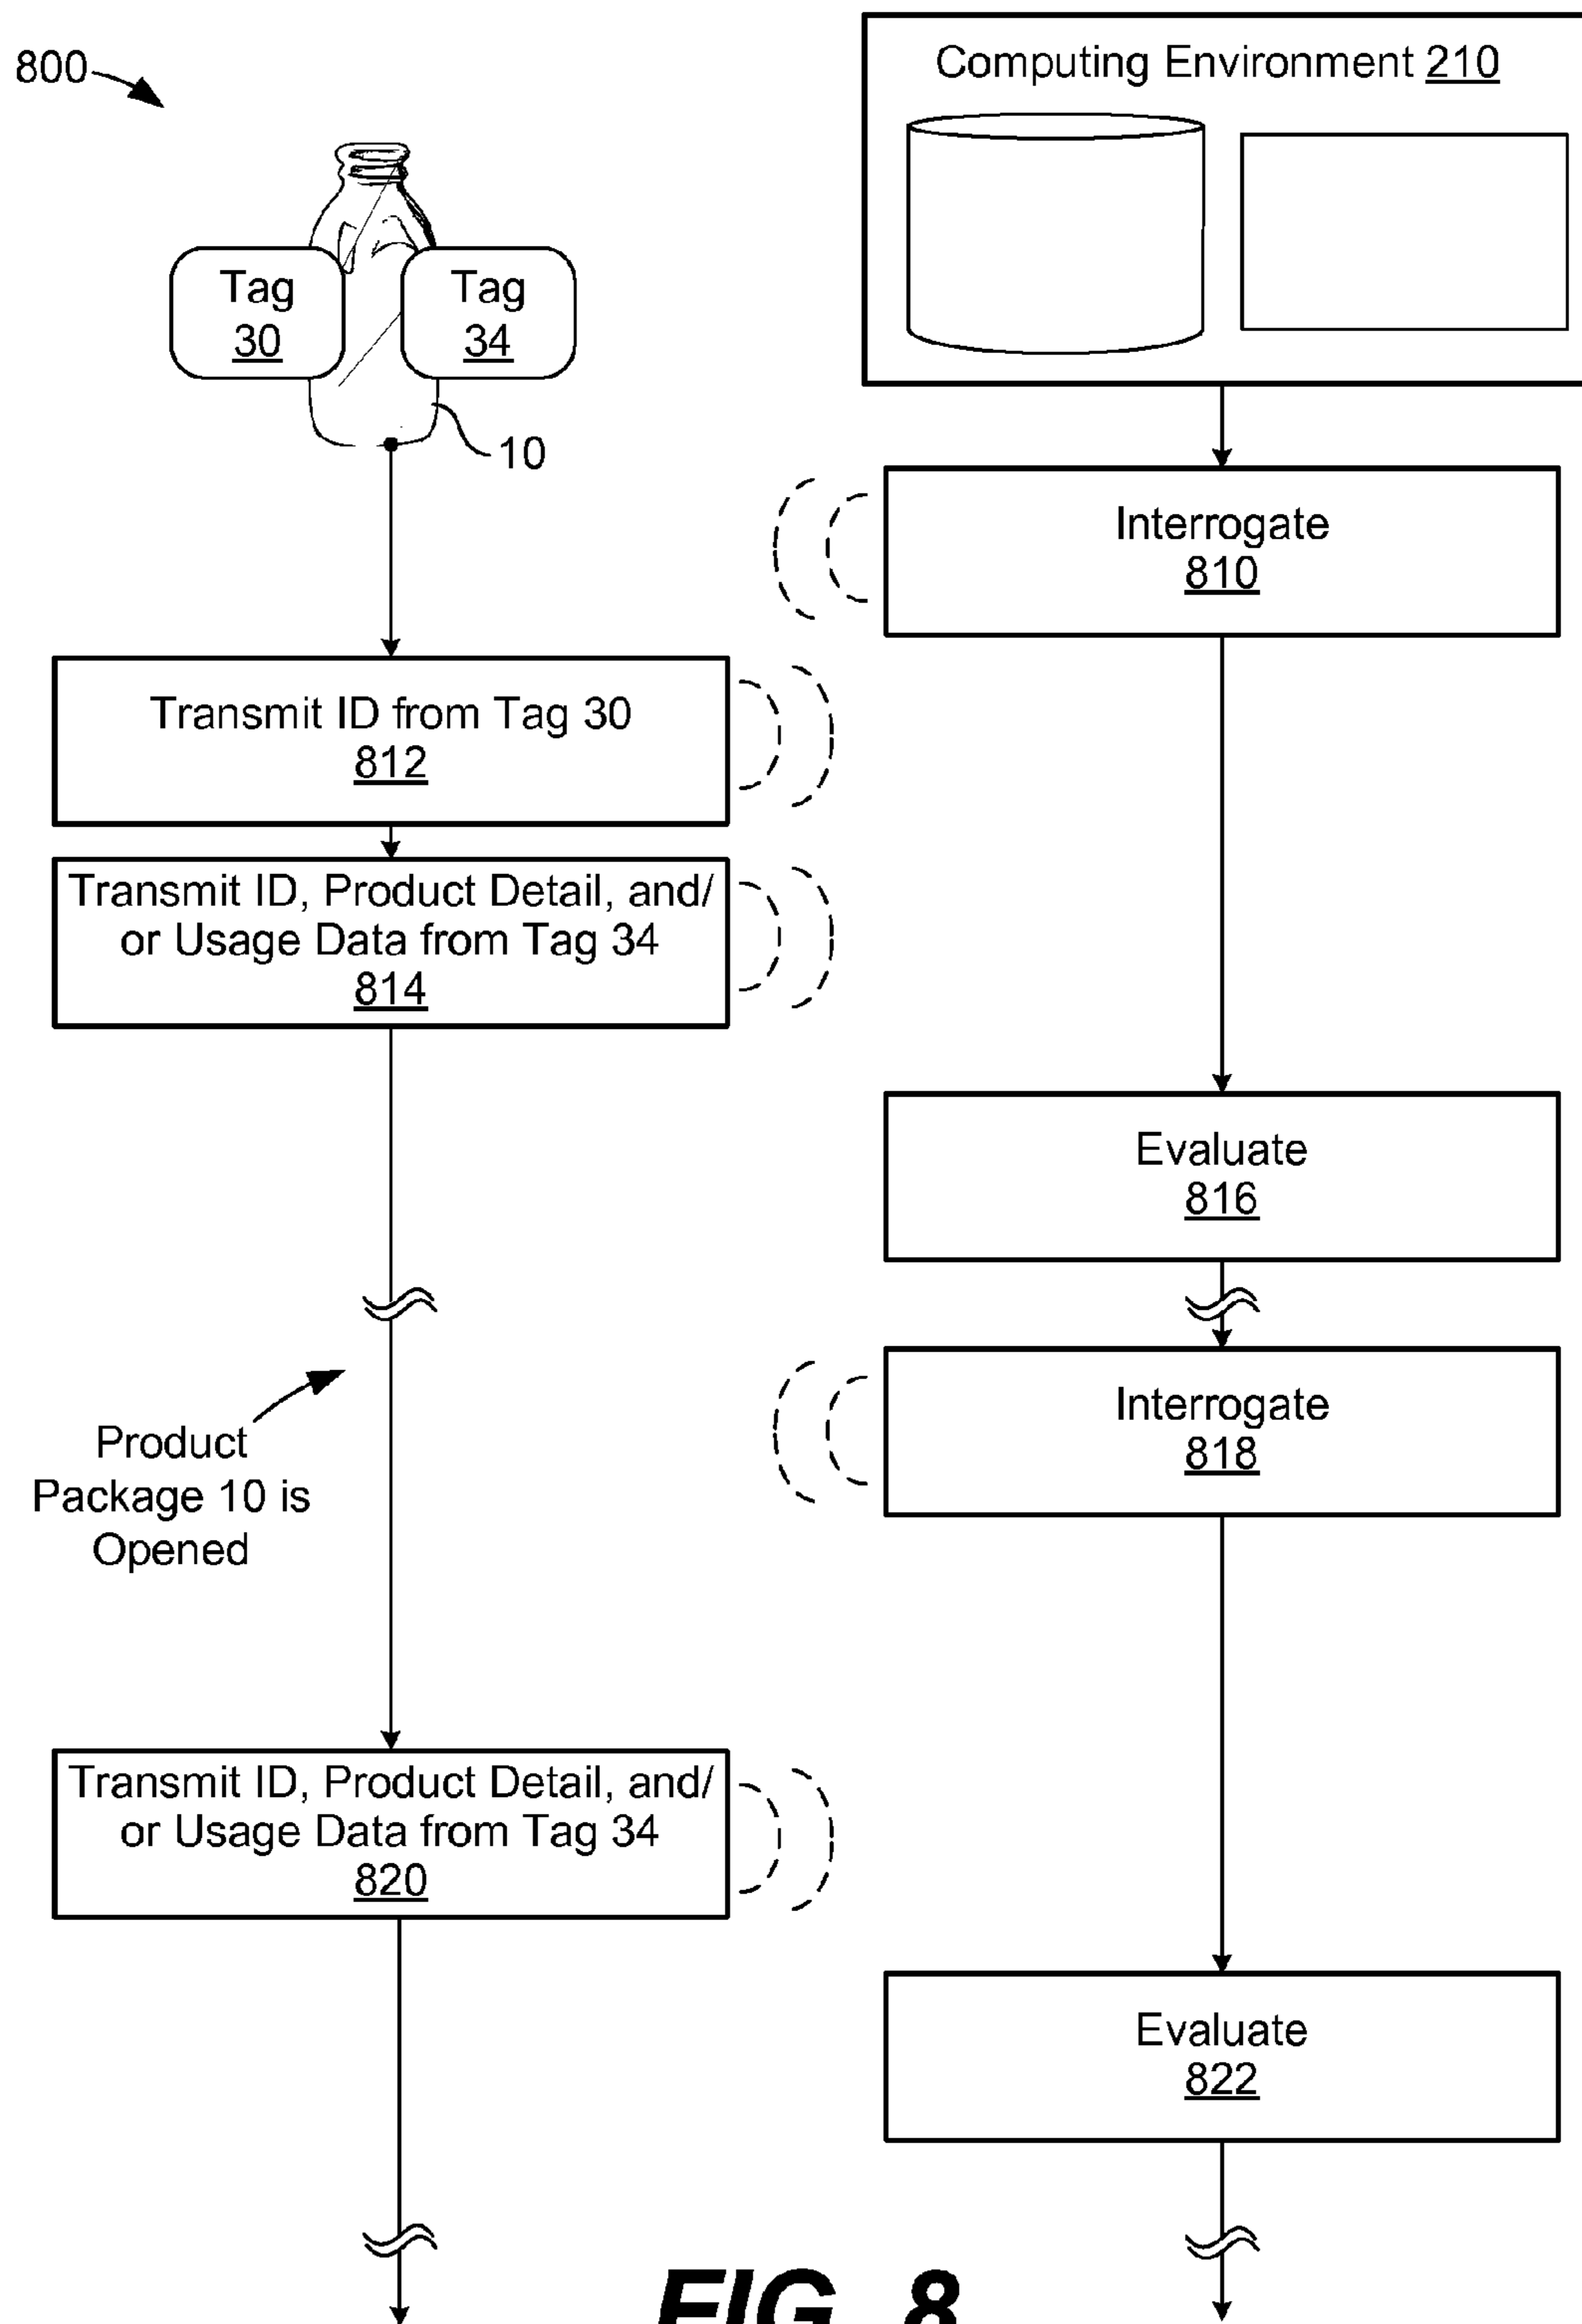 800
Computing Environment 210
Tag
30
Tag
34
10
Interrogate
810
Transmit ID from Tag 30
812
Transmit ID, Product Detail, and/
or Usage Data from Tag 34
814
Evaluate
816
Interrogate
818
Product
Package 10 is
Opened
Transmit ID, Product Detail, and/
or Usage Data from Tag 34
820
Evaluate
822
FIG. 8